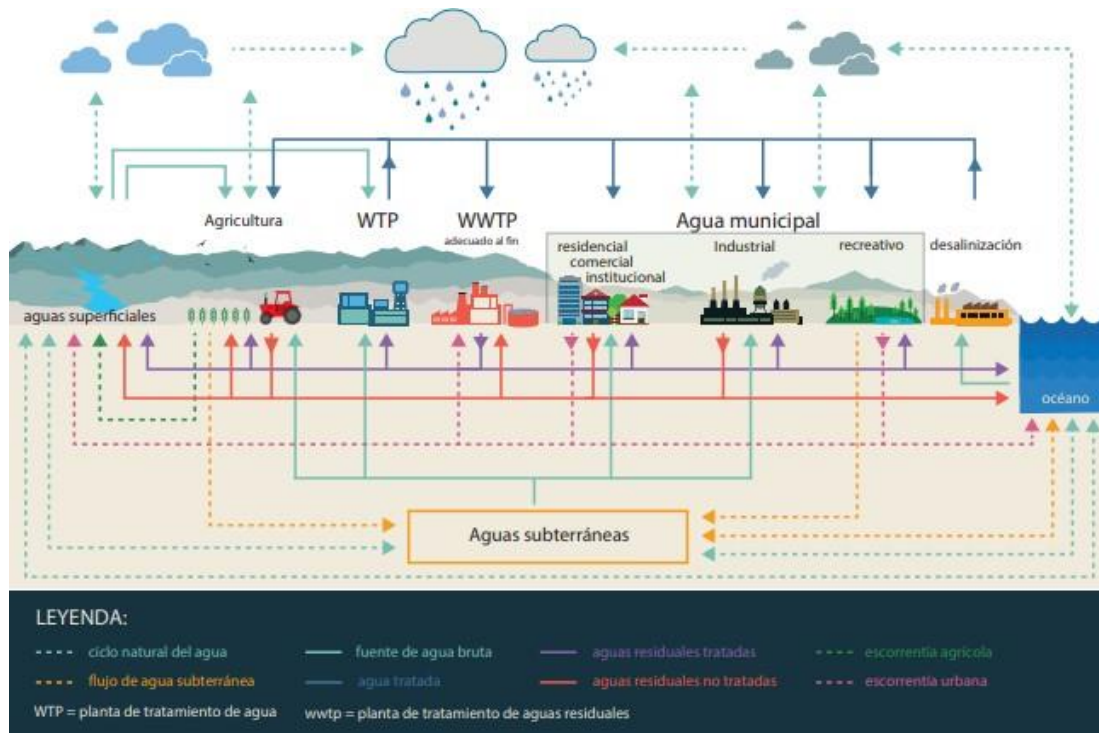 Agricultura
WTP
WWTP
adecuado al fin
Agua municipal
residencial
comercial
institucional
Industrial
recreativo
desalinización
aguas superficiales
océano
Aguas subterráneas
LEYENDA:
ciclo natural del agua
fuente de agua bruta
aguas residuales tratadas
escorrentía agrícola
flujo de agua subterránea
agua tratada
aguas residuales no tratadas
escorrentía urbana
WTP = planta de tratamiento de agua
wwtp = planta de tratamiento de aguas residuales